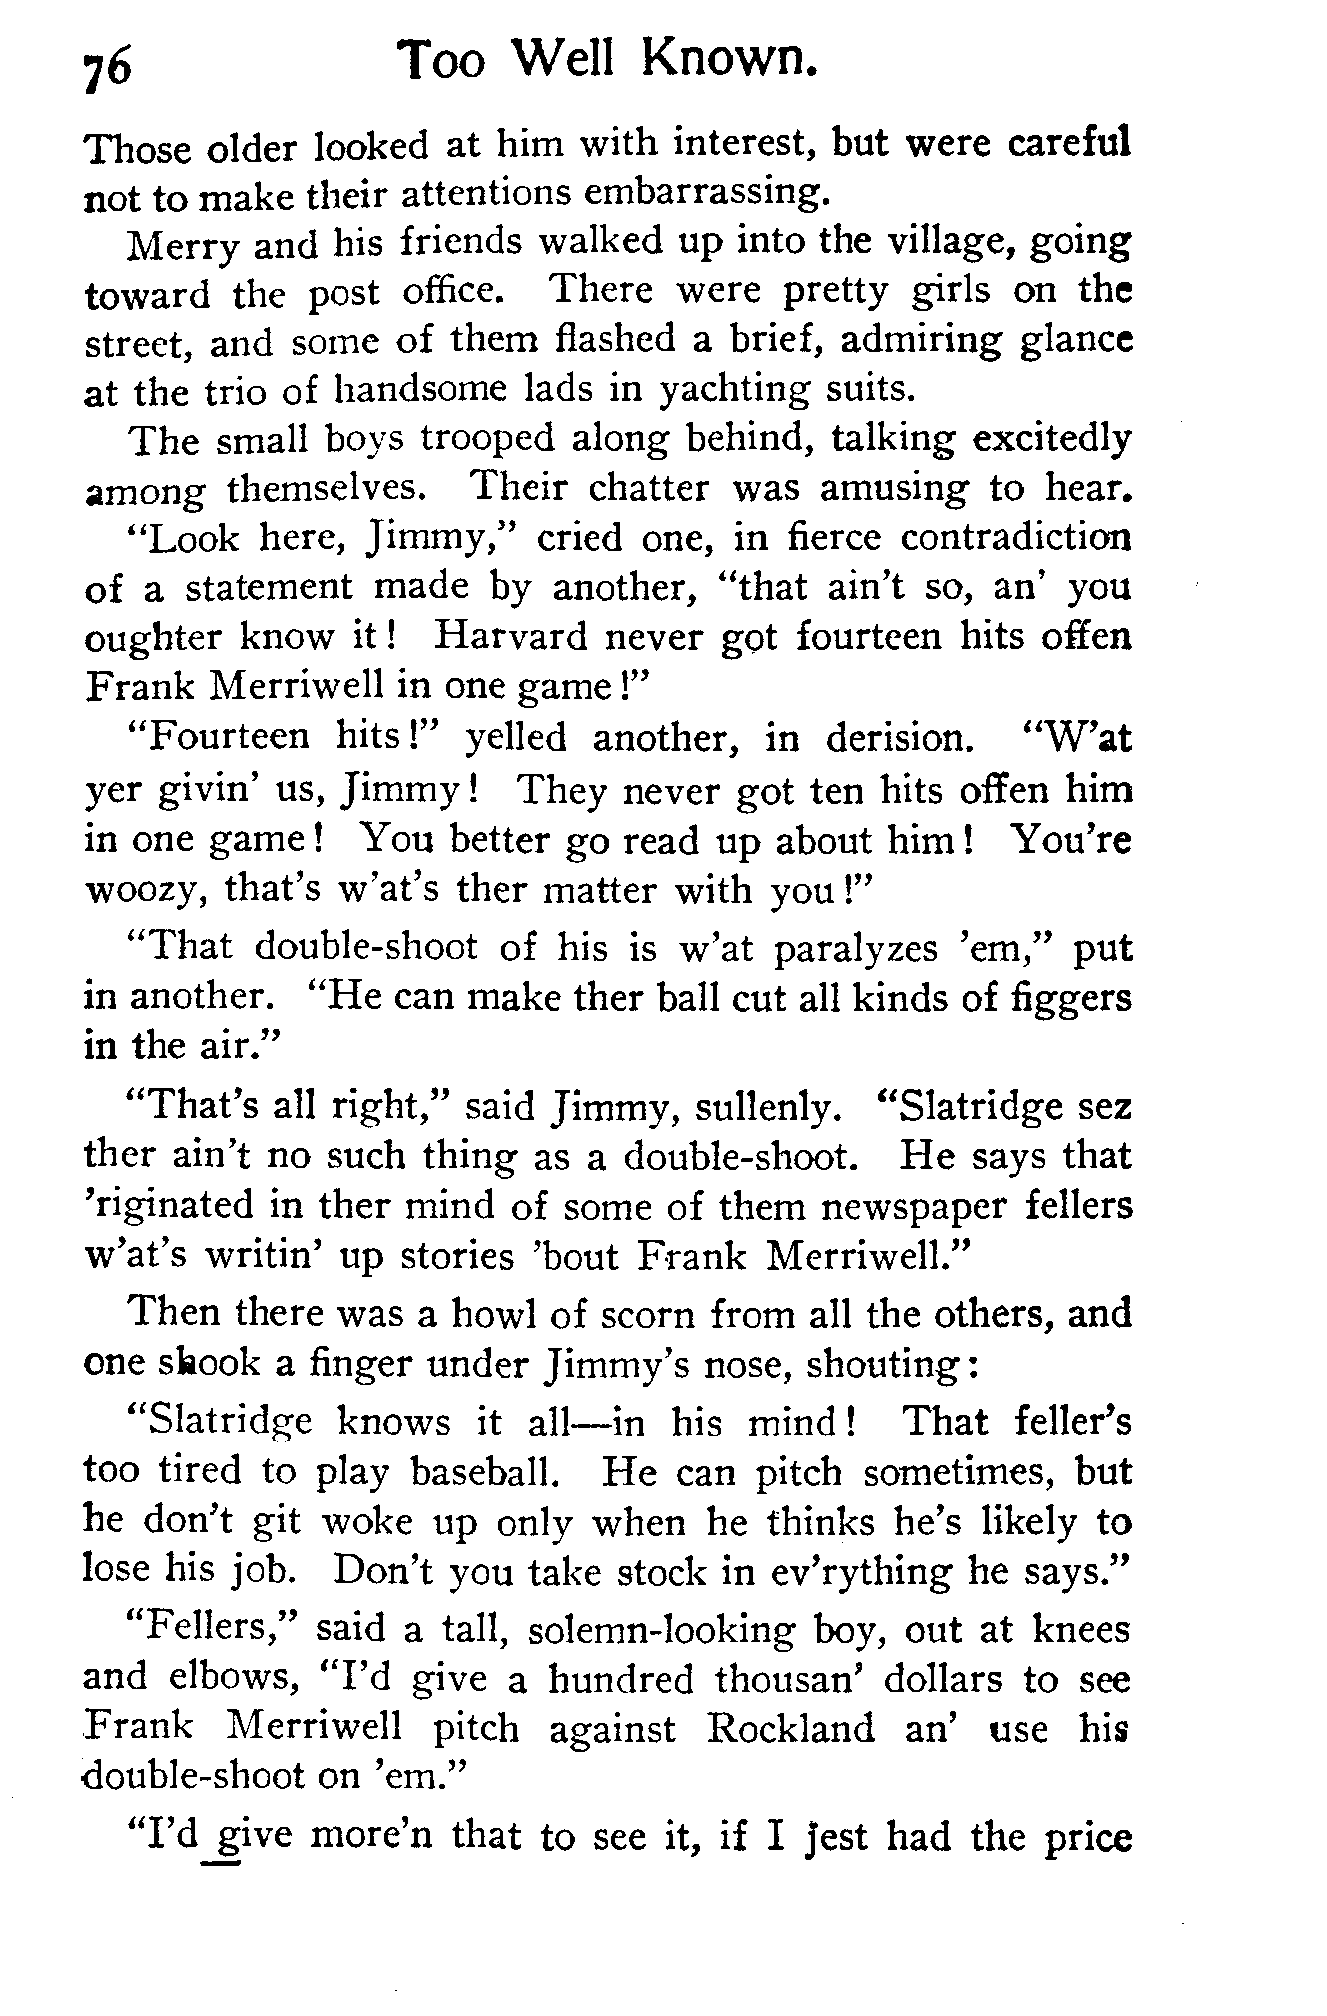 76 Too Well Known.
Those older looked at him with interest, but were careful
not to make their attentions embarrassing.
Merry and his friends walked up into the village, going
toward the post office. There were pretty girls on the
street, and some of them flashed a brief, admiring glance
at the trio of handsome lads in yachting suits.
The small boys trooped along behind, talking excitedly
among themselves. Their chatter was amusing to hear.
“Look here, Jimmy,” cried one, in fierce contradiction
of a statement made by another, “that ain't so, an' you
oughter know it! Harvard never got fourteen hits offen
Frank Merriwell in one game!”
“Fourteen hits!” yelled another, in derision. “W'at
yer givin' us, Jimmy! They never got ten hits offen him
in one game! You better go read up about him! You're
woozy, that's w'at's ther matter with you!”
“That double-shoot of his is w'at paralyzes 'em,” put
in another. “He can make ther ball cut all kinds of figgers
in the air.”
“That's all right,” said Jimmy, sullenly. “Slatridge sez
ther ain't no such thing as a double-shoot. He says that
'riginated in ther mind of some of them newspaper fellers
w'at's writin' up stories 'bout Frank Merriwell.”
Then there was a howl of scorn from all the others, and
one shook a finger under Jimmy's nose, shouting:
“Slatridge knows it all—in his mind! That feller's
too tired to play baseball. He can pitch sometimes, but
he don't git woke up only when he thinks he's likely to
lose his job. Don't you take stock in ev'rything he says.”
“Fellers,” said a tall, solemn-looking boy, out at knees
and elbows, “I'd give a hundred thousan' dollars to see
Frank Merriwell pitch against Rockland an' use his
double-shoot on 'em.”
“I'd give more'n that to see it, if I jest had the price